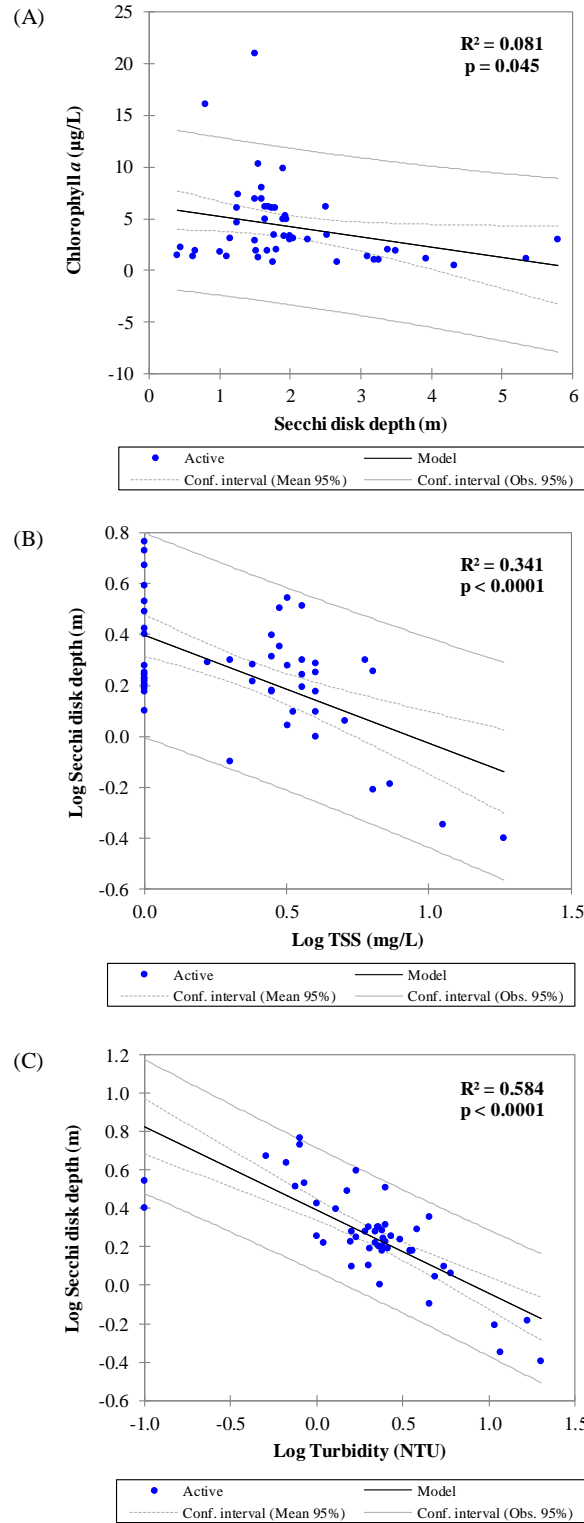 (A)
R² = 0.081
p = 0.045
25
20
15
10
5
0
-5
-10
Chlorophyll a (µg/L)
0 1 2 3 4 5 6
Secchi disk depth (m)
Active Model
Conf. interval (Mean 95%) Conf. interval (Obs. 95%)
(B)
R² = 0.341
p < 0.0001
0.8
0.6
0.4
0.2
0.0
-0.2
-0.4
-0.6
Log Secchi disk depth (m)
0.0 0.5 1.0 1.5
Log TSS (mg/L)
Active Model
Conf. interval (Mean 95%) Conf. interval (Obs. 95%)
(C)
R² = 0.584
p < 0.0001
1.2
1.0
0.8
0.6
0.4
0.2
0.0
-0.2
-0.4
-0.6
Log Secchi disk depth (m)
-1.0 -0.5 0.0 0.5 1.0 1.5
Log Turbidity (NTU)
Active Model
Conf. interval (Mean 95%) Conf. interval (Obs. 95%)